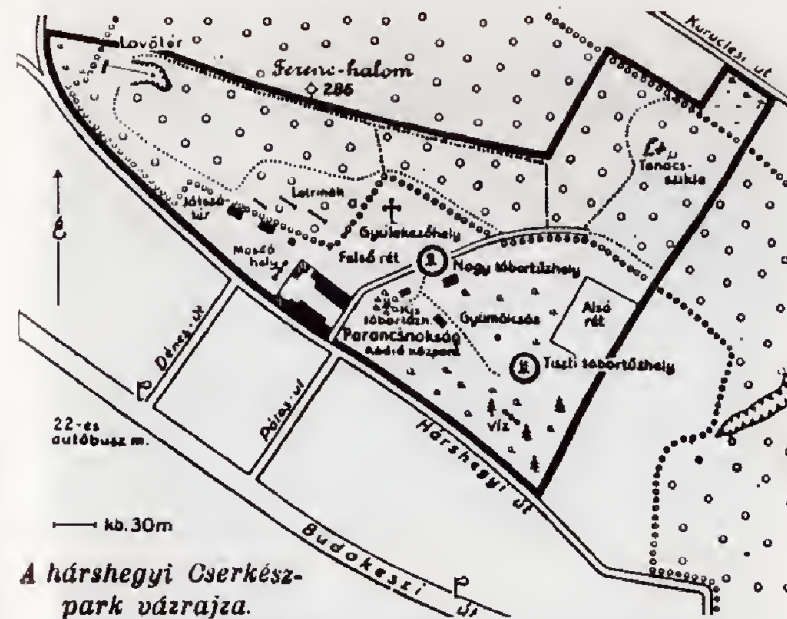 Lovőtér
Ferenc-halom
286
Kuruclesi út
Tanács-
szikla
É
Játszó-
tér
Latrinák
Gyülekezőhely
Mosdó
hely
Felső rét
Nagy tábortűzhely
Kis
tábortűzh.
Gyümölcsös
Alsó
rét
Parancsnokság
Rádió központ
Tiszti tábortűzhely
víz
Dénes-út
Pálos-út
22-es
autóbusz m.
Hárshegyi út
kb. 30m
Budakeszi út
A hárshegyi Cserkész-
park vázrajza.